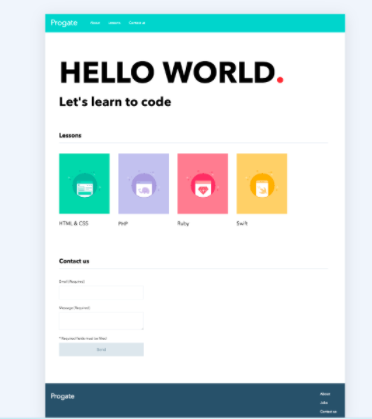 Progate About Lessons Contact us
HELLO WORLD.
Let's learn to code
Lessons
HTML & CSS PHP Ruby Swift
Contact us
Email (Required)
Message (Required)
*Required fields must be filled
Send
Progate
About
Jobs
Contact us